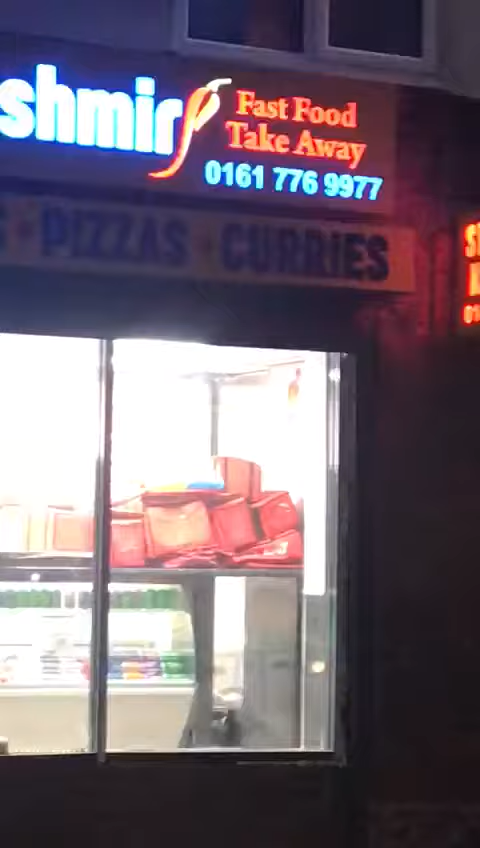 shmir
Fast Food
Take Away
0161 776 9977
PIZZAS CURRIES